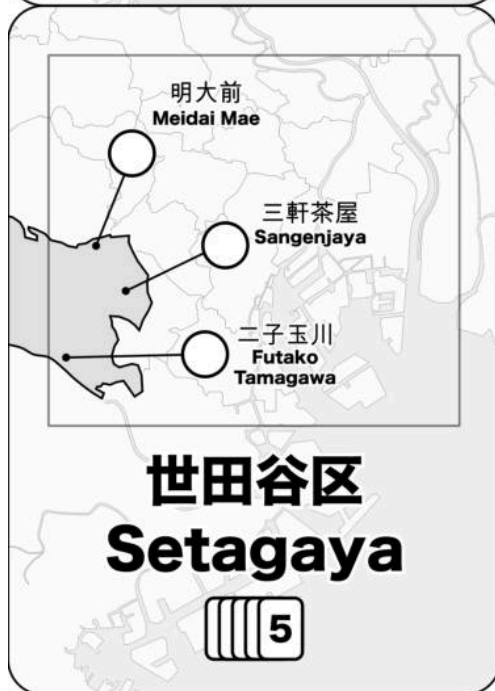 明大前
Meidai Mae
三軒茶屋
Sangenjaya
二子玉川
Futako
Tamagawa
世田谷区
Setagaya
5